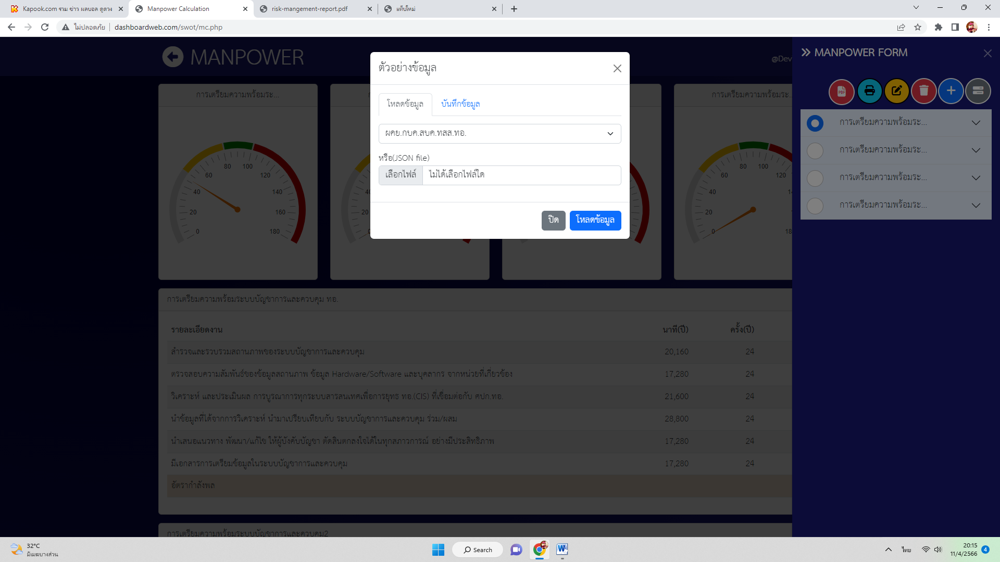 Kapook.com รวม ข่าว ผลบอล ดูดวง
Manpower Calculation
risk-mangement-report.pdf
แท็บใหม่
ไม่ปลอดภัย
dashboardweb.com/swot/mc.php
MANPOWER
@Dev
MANPOWER FORM
ตัวอย่างข้อมูล
โหลดข้อมูล
บันทึกข้อมูล
ผคย.กบค.สบค.ทสส.ทอ.
หรือ(JSON file)
เลือกไฟล์ ไม่ได้เลือกไฟล์ใด
ปิด
โหลดข้อมูล
PDF
การเตรียมความพร้อมระ...
การเตรียมความพร้อมระ...
การเตรียมความพร้อมระ...
การเตรียมความพร้อมระ...
การเตรียมความพร้อมระ...
0 20 40 60 80 100 120 140 160 180
20
การเตรียมความพร้อมระ...
0 20 40 60 80 100 120
การเตรียมความพร้อมระบบบัญชาการและควบคุม ทอ.
รายละเอียดงาน นาที(ปี) ครั้ง(ปี)
สำรวจและรวบรวมสถานภาพของระบบบัญชาการและควบคุม 20,160 24
ตรวจสอบความสัมพันธ์ของข้อมูลสถานภาพ ข้อมูล Hardware/Software และบุคลากร จากหน่วยที่เกี่ยวข้อง 17,280 24
วิเคราะห์ และประเมินผล การบูรณาการทุกระบบสารสนเทศเพื่อการยุทธ ทอ.(CIS) ที่เชื่อมต่อกับ ศปก.ทอ. 21,600 24
นำข้อมูลที่ได้จากการวิเคราะห์ นำมาเปรียบเทียบกับ ระบบบัญชาการและควบคุม ร่วม/ผสม 28,800 24
นำเสนอแนวทาง พัฒนา/แก้ไข ให้ผู้บังคับบัญชา ตัดสินตกลงใจได้ในทุกสภาวการณ์ อย่างมีประสิทธิภาพ 17,280 24
มีเอกสารการเตรียมข้อมูลในระบบบัญชาการและควบคุม 17,280 24
อัตรากำลังพล
การเตรียมความพร้อมระบบบัญชาการและควบคุม2
32°C
มีเมฆบางส่วน
Search
ไทย
20:15
11/4/2566
4